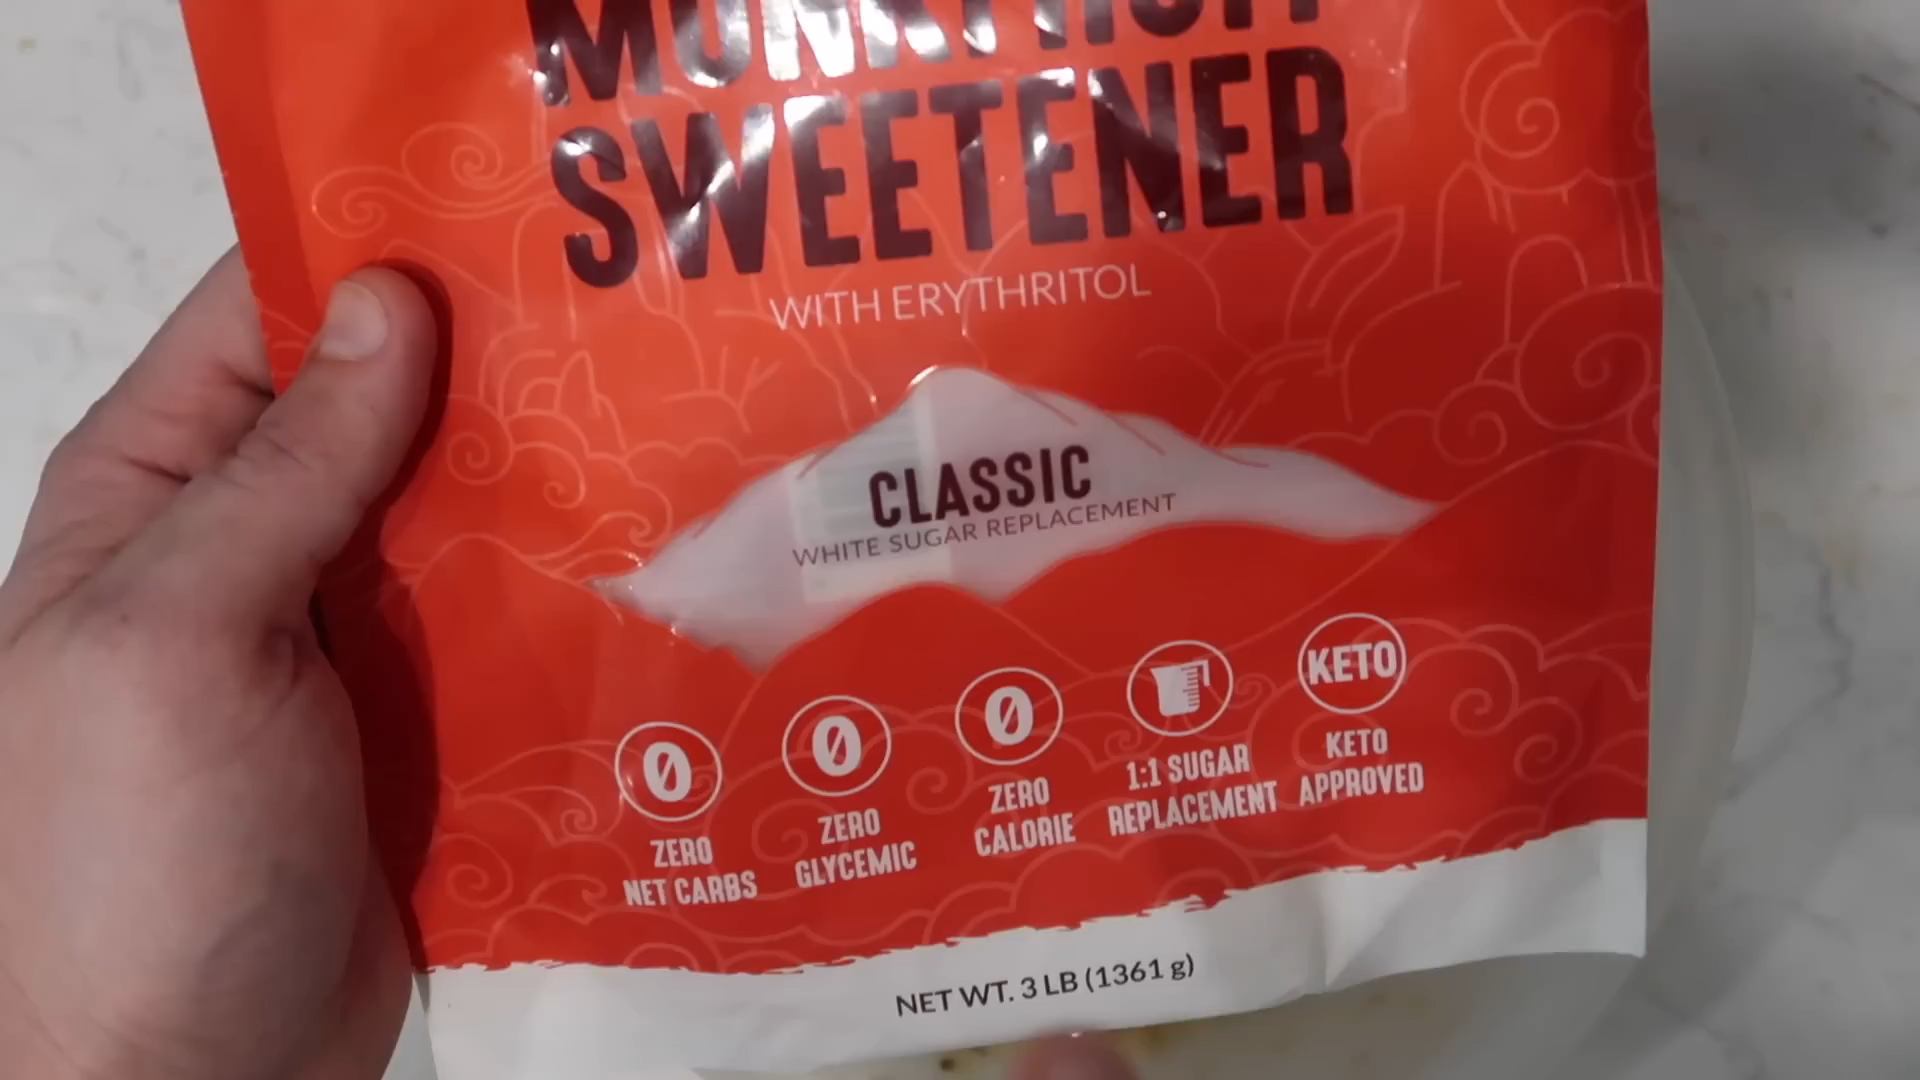 MONKFRUIT
SWEETENER
WITH ERYTHRITOL
CLASSIC
WHITE SUGAR REPLACEMENT
0
ZERO
NET CARBS
0
ZERO
GLYCEMIC
0
ZERO
CALORIE
1:1 SUGAR
REPLACEMENT
KETO
KETO
APPROVED
NET WT. 3 LB (1361 g)